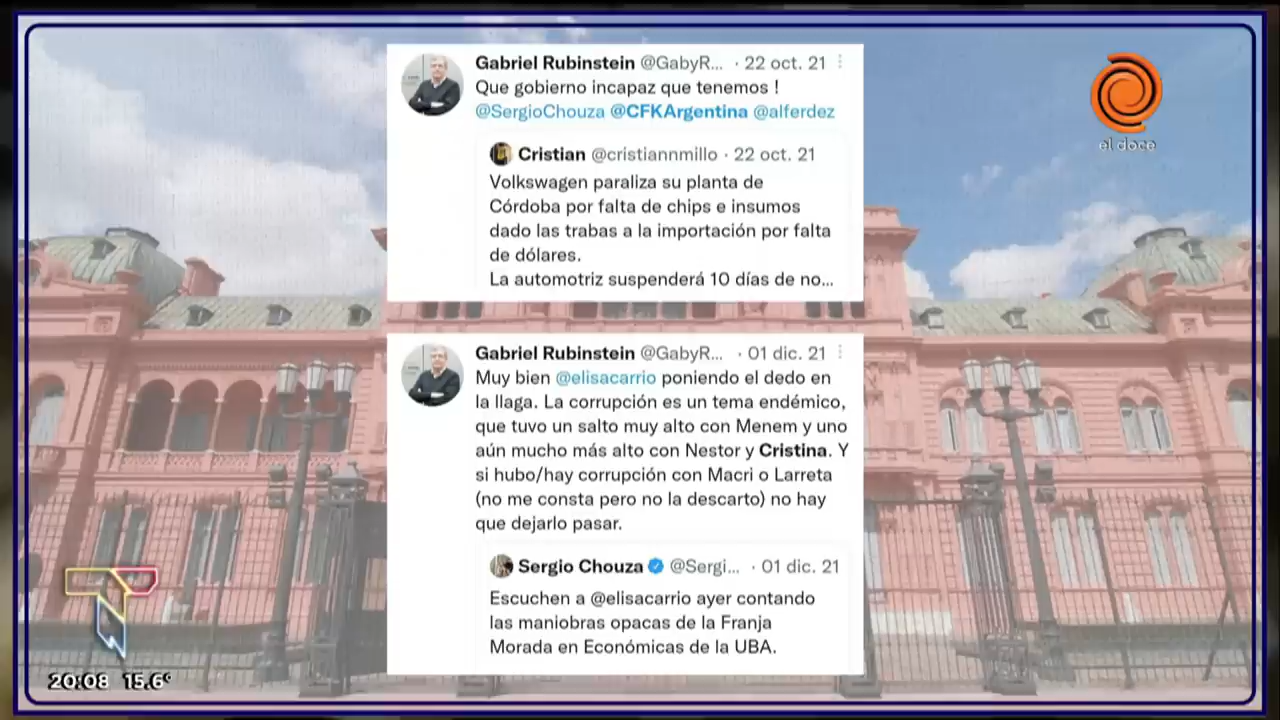 Gabriel Rubinstein @GabyR... · 22 oct. 21
Que gobierno incapaz que tenemos !
@SergioChouza @CFKArgentina @alferdez
Cristian @cristiannmillo · 22 oct. 21
Volkswagen paraliza su planta de
Córdoba por falta de chips e insumos
dado las trabas a la importación por falta
de dólares.
La automotriz suspenderá 10 días de no...
el doce
Gabriel Rubinstein @GabyR... · 01 dic. 21
Muy bien @elisacarrio poniendo el dedo en
la llaga. La corrupción es un tema endémico,
que tuvo un salto muy alto con Menem y uno
aún mucho más alto con Nestor y Cristina. Y
si hubo/hay corrupción con Macri o Larreta
(no me consta pero no la descarto) no hay
que dejarlo pasar.
Sergio Chouza @Sergi... · 01 dic. 21
Escuchen a @elisacarrio ayer contando
las maniobras opacas de la Franja
Morada en Económicas de la UBA.
20:08 15.6°